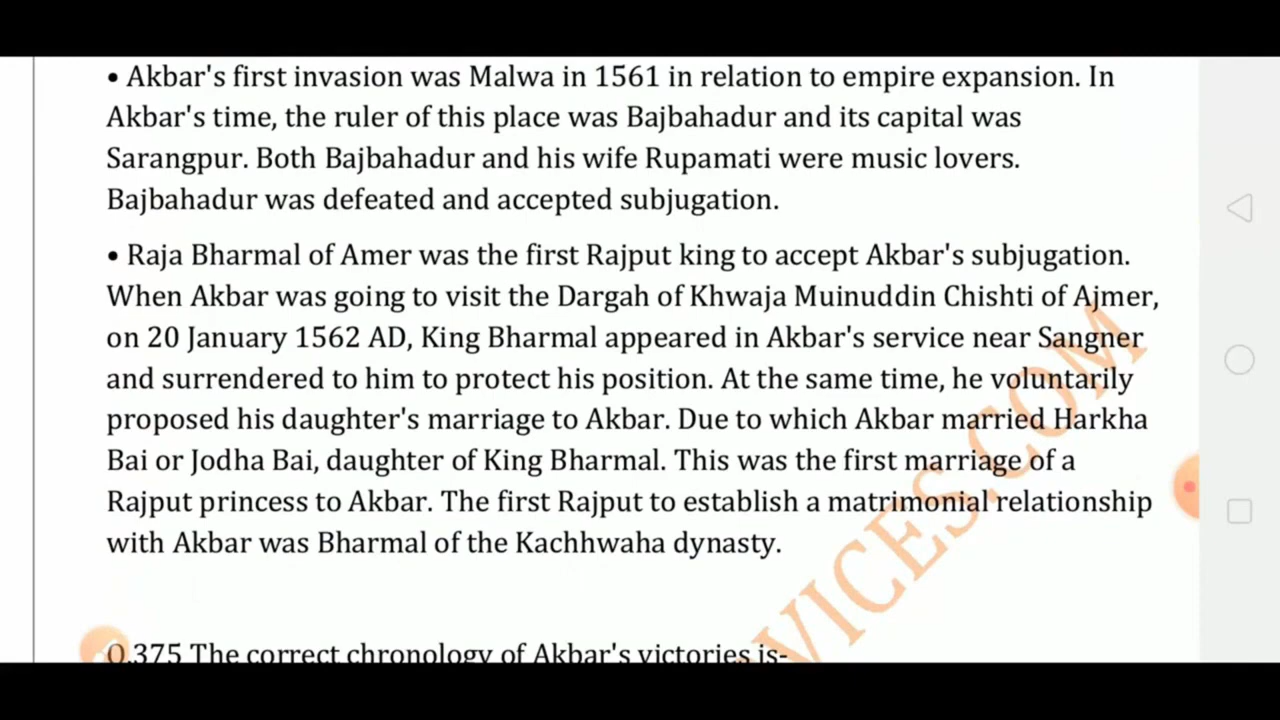 • Akbar's first invasion was Malwa in 1561 in relation to empire expansion. In
Akbar's time, the ruler of this place was Bajbahadur and its capital was
Sarangpur. Both Bajbahadur and his wife Rupamati were music lovers.
Bajbahadur was defeated and accepted subjugation.
• Raja Bharmal of Amer was the first Rajput king to accept Akbar's subjugation.
When Akbar was going to visit the Dargah of Khwaja Muinuddin Chishti of Ajmer,
on 20 January 1562 AD, King Bharmal appeared in Akbar's service near Sangner
and surrendered to him to protect his position. At the same time, he voluntarily
proposed his daughter's marriage to Akbar. Due to which Akbar married Harkha
Bai or Jodha Bai, daughter of King Bharmal. This was the first marriage of a
Rajput princess to Akbar. The first Rajput to establish a matrimonial relationship
with Akbar was Bharmal of the Kachhwaha dynasty.
Q.375 The correct chronology of Akbar's victories is-
VICES.COM